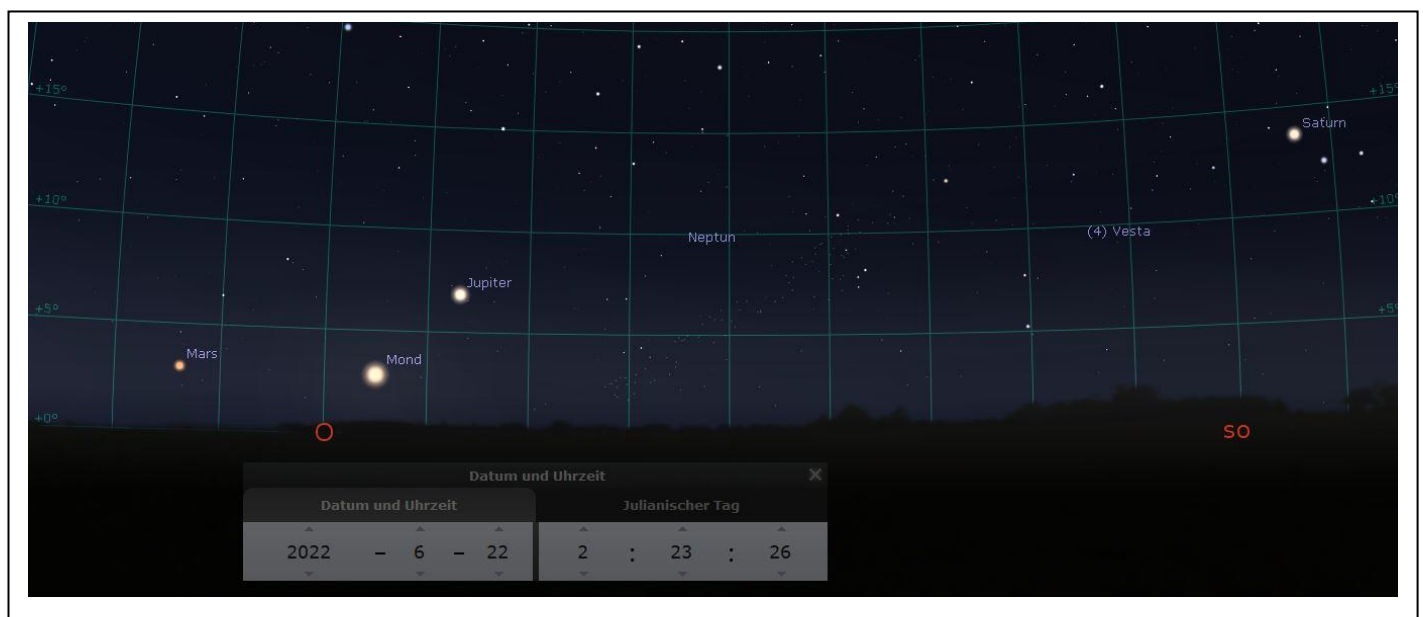 +15° +15°
Saturn
+10° +10°
Neptun (4) Vesta
Jupiter
+5° +5°
Mars Mond
+0°
O SO
Datum und Uhrzeit ×
Datum und Uhrzeit Julianischer Tag
2022 – 6 – 22 2 : 23 : 26